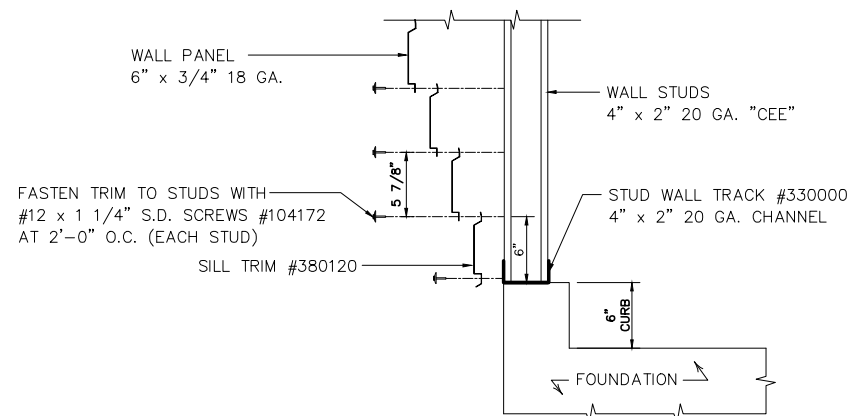 WALL PANEL
6" x 3/4" 18 GA.
WALL STUDS
4" x 2" 20 GA. "CEE"
5 7/8"
FASTEN TRIM TO STUDS WITH
#12 x 1 1/4" S.D. SCREWS #104172
AT 2'-0" O.C. (EACH STUD)
STUD WALL TRACK #330000
4" x 2" 20 GA. CHANNEL
6"
SILL TRIM #380120
6"
CURB
FOUNDATION